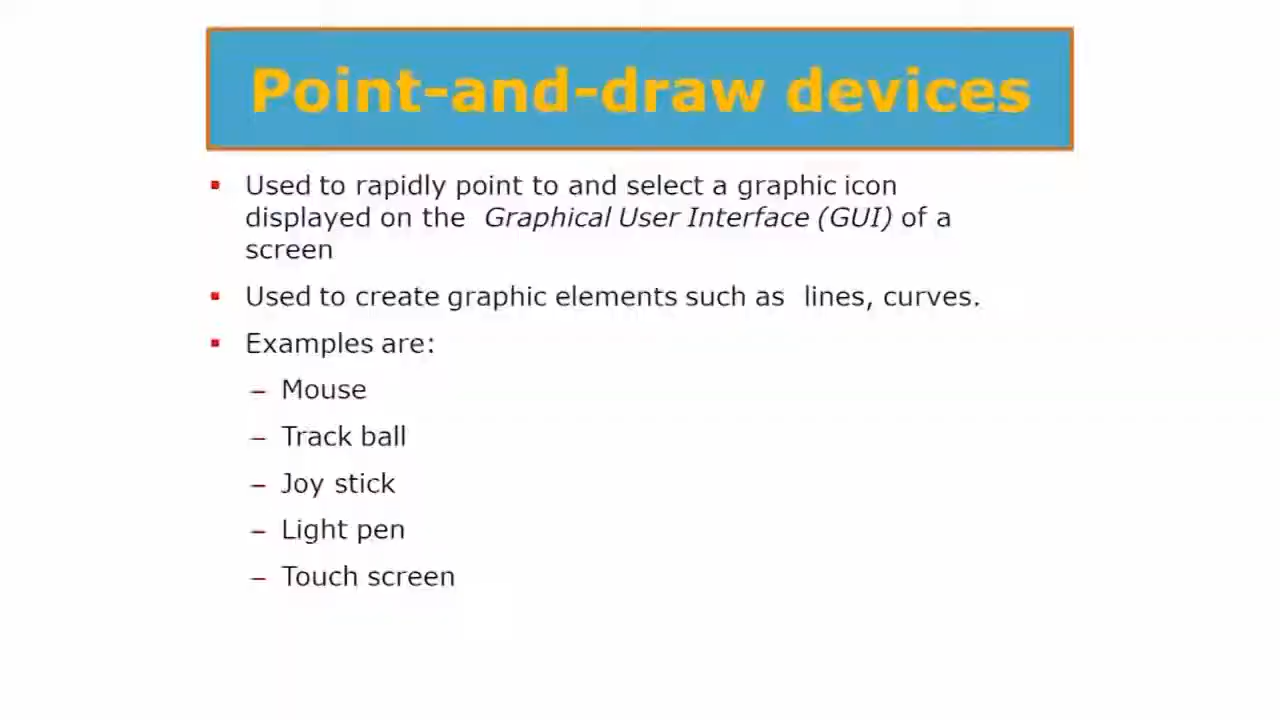 Point-and-draw devices
▪ Used to rapidly point to and select a graphic icon
displayed on the Graphical User Interface (GUI) of a
screen
▪ Used to create graphic elements such as lines, curves.
▪ Examples are:
– Mouse
– Track ball
– Joy stick
– Light pen
– Touch screen